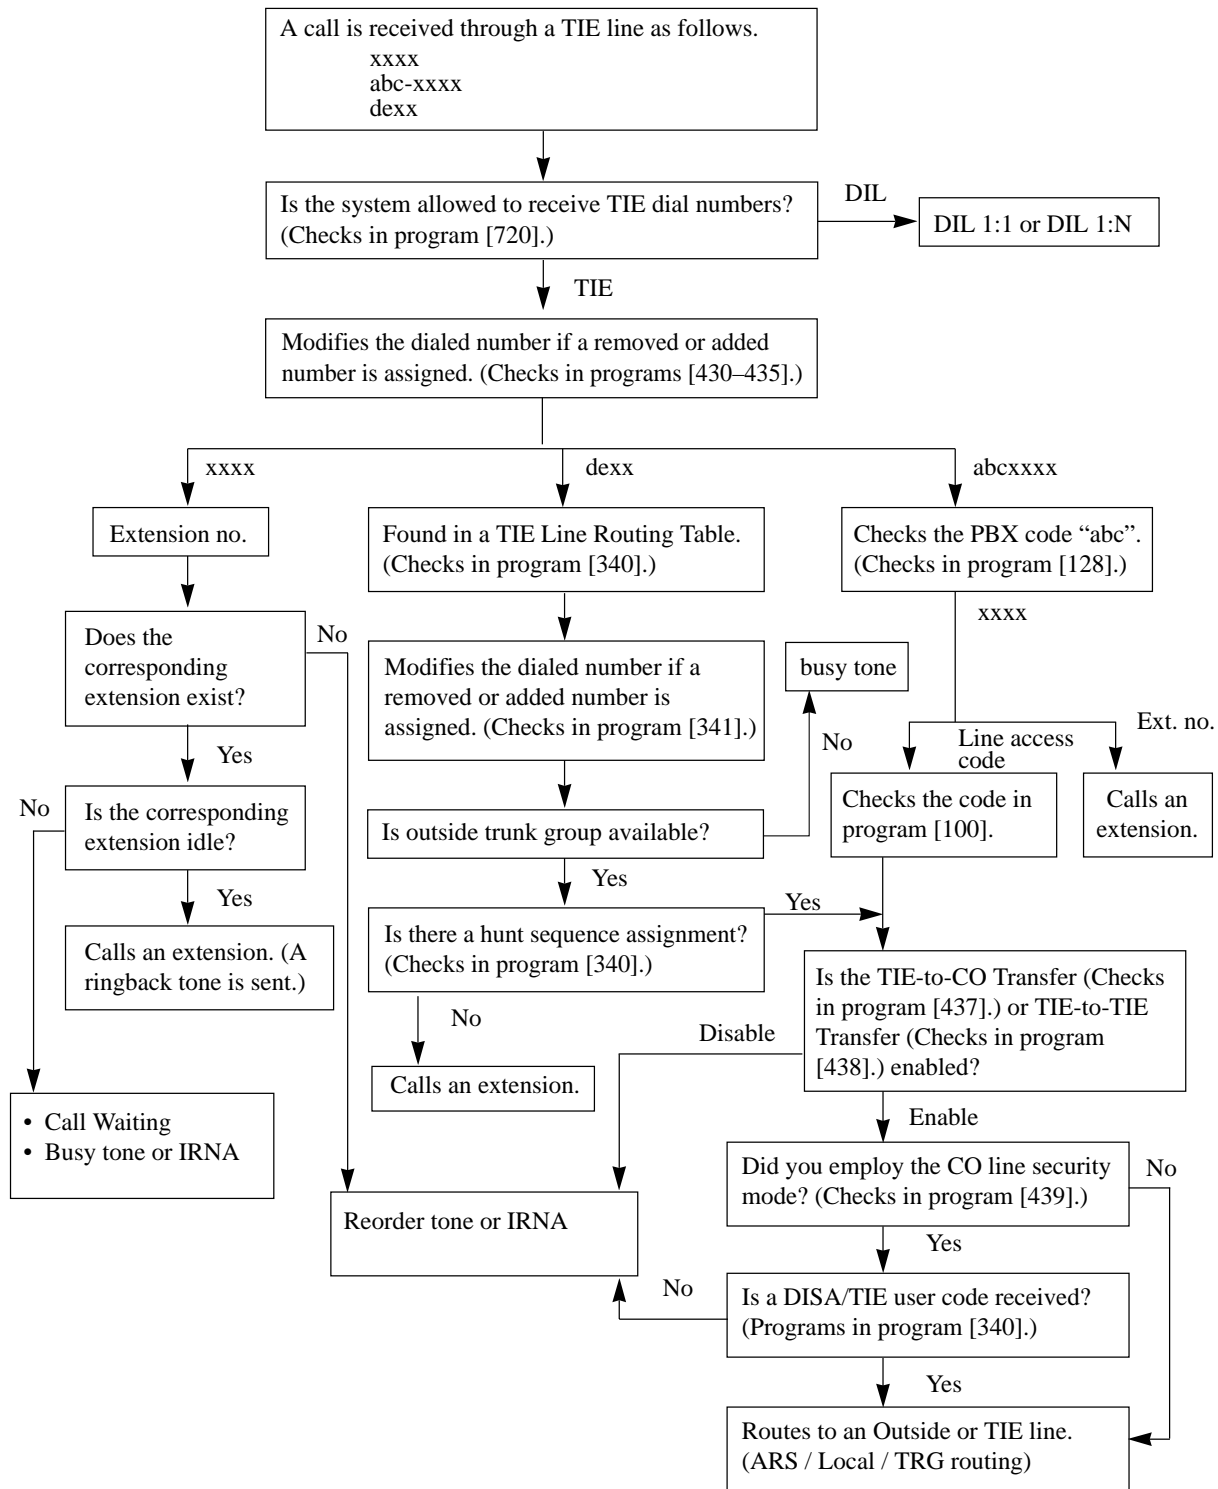 A call is received through a TIE line as follows.
xxxx
abc-xxxx
dexx
Is the system allowed to receive TIE dial numbers?
(Checks in program [720].)
DIL
DIL 1:1 or DIL 1:N
TIE
Modifies the dialed number if a removed or added
number is assigned. (Checks in programs [430–435].)
xxxx
dexx
abcxxxx
Extension no.
Found in a TIE Line Routing Table.
(Checks in program [340].)
Checks the PBX code “abc”.
(Checks in program [128].)
xxxx
Does the
corresponding
extension exist?
No
Modifies the dialed number if a
removed or added number is
assigned. (Checks in program [341].)
busy tone
No
Line access
code
Ext. no.
Yes
No
Is the corresponding
extension idle?
Is outside trunk group available?
Checks the code in
program [100].
Calls an
extension.
Yes
Yes
Yes
Calls an extension. (A
ringback tone is sent.)
Is there a hunt sequence assignment?
(Checks in program [340].)
Is the TIE-to-CO Transfer (Checks
in program [437].) or TIE-to-TIE
Transfer (Checks in program
[438].) enabled?
No
Disable
Calls an extension.
• Call Waiting
• Busy tone or IRNA
Enable
Did you employ the CO line security
mode? (Checks in program [439].)
No
Reorder tone or IRNA
Yes
No
Is a DISA/TIE user code received?
(Programs in program [340].)
Yes
Routes to an Outside or TIE line.
(ARS / Local / TRG routing)